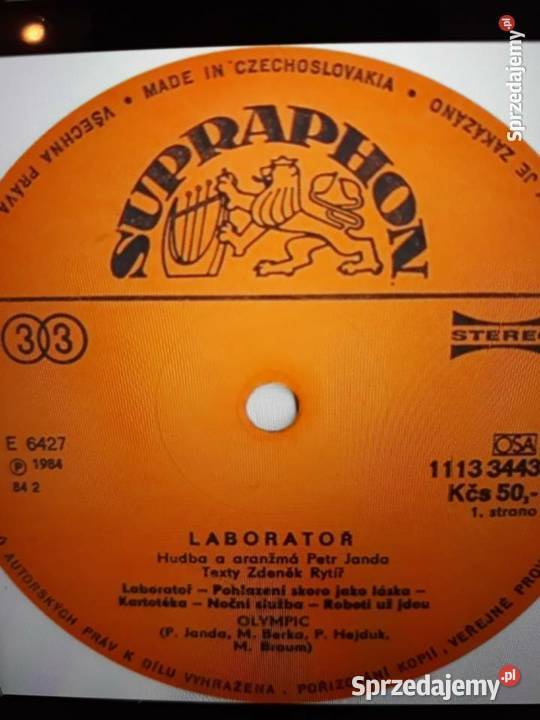 Sprzedajemy.pl
VŠECHNA PRÁVA
• MADE IN CZECHOSLOVAKIA •
JE ZAKÁZÁNO
SUPRAPHON
33
STEREO
E 6427
Ⓟ 1984
84 2
OSA
1113 3443
Kčs 50,-
1. strana
LABORATOŘ
Hudba a aranžmá Petr Janda
Texty Zdeněk Rytíř
Laboratoř – Pohlazení skoro jako láska –
Kartotéka – Noční služba – Roboti už jdou
OLYMPIC
(P. Janda, M. Berka, P. Hejduk,
M. Braum)
AUTORSKÝCH PRÁV K DÍLU VYHRAZENA. POŘIZOVÁNÍ KOPIÍ, VEŘEJNÉ
Sprzedajemy.pl